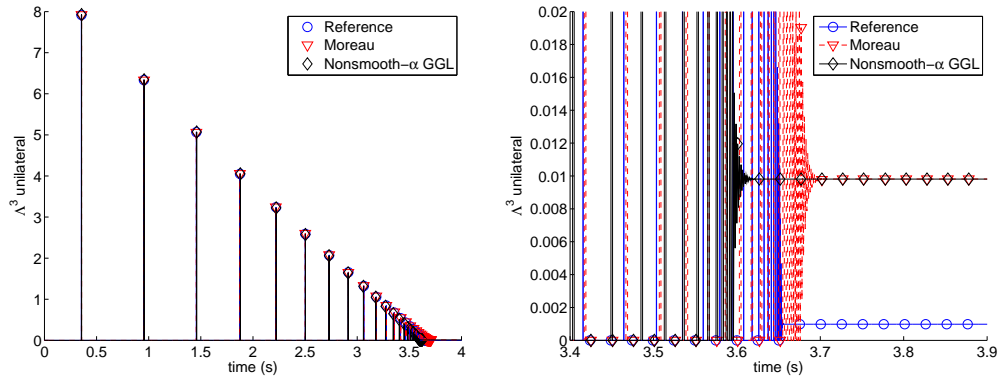 8
7
6
5
4
3
2
1
0
Λ³ unilateral
0 0.5 1 1.5 2 2.5 3 3.5 4
time (s)
Reference
Moreau
Nonsmooth-α GGL
0.02
0.018
0.016
0.014
0.012
0.01
0.008
0.006
0.004
0.002
0
Λ³ unilateral
3.4 3.5 3.6 3.7 3.8 3.9
time (s)
Reference
Moreau
Nonsmooth-α GGL